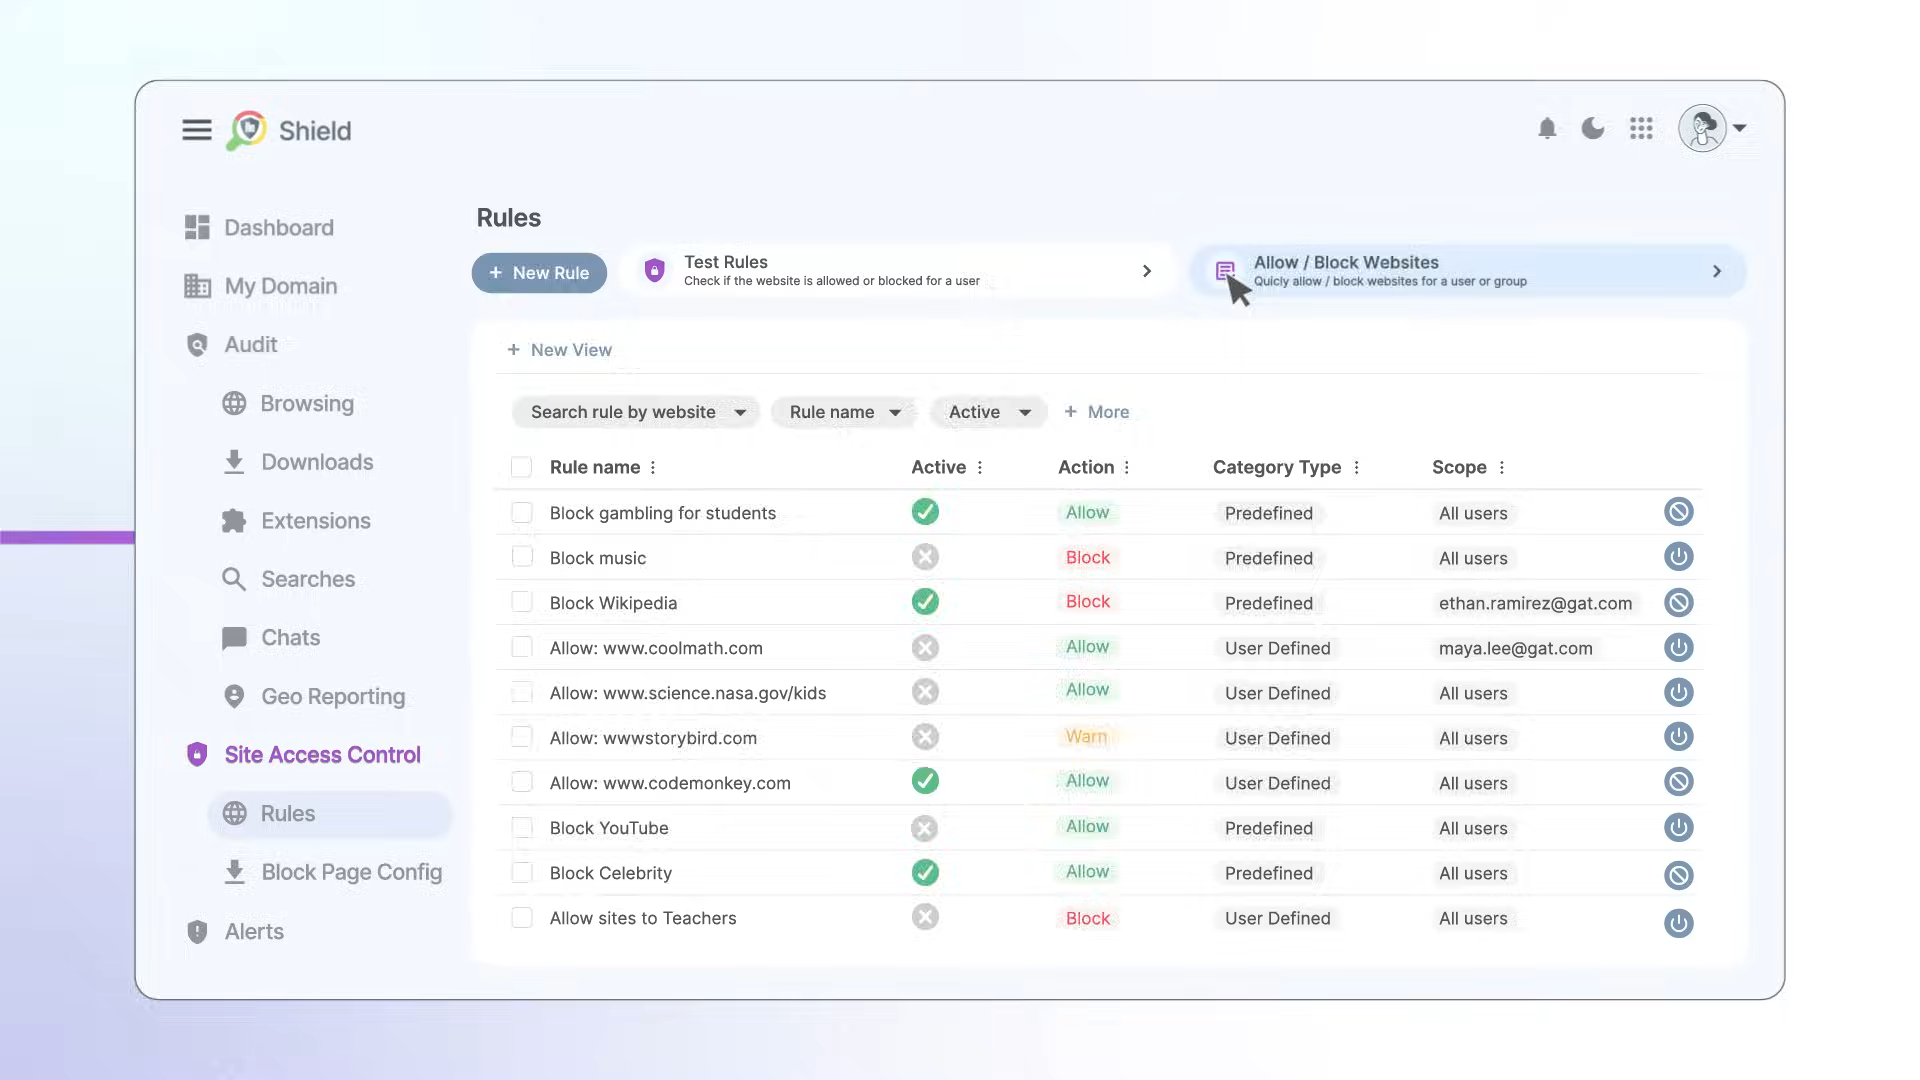 Shield
Dashboard
My Domain
Audit
Browsing
Downloads
Extensions
Searches
Chats
Geo Reporting
Site Access Control
Rules
Block Page Config
Alerts
Rules
+ New Rule
Test Rules
Check if the website is allowed or blocked for a user
Allow / Block Websites
Quicly allow / block websites for a user or group
+ New View
Search rule by website Rule name Active + More
Rule name Active Action Category Type Scope
Block gambling for students Allow Predefined All users
Block music Block Predefined All users
Block Wikipedia Block Predefined ethan.ramirez@gat.com
Allow: www.coolmath.com Allow User Defined maya.lee@gat.com
Allow: www.science.nasa.gov/kids Allow User Defined All users
Allow: wwwstorybird.com Warn User Defined All users
Allow: www.codemonkey.com Allow User Defined All users
Block YouTube Allow Predefined All users
Block Celebrity Allow Predefined All users
Allow sites to Teachers Block User Defined All users